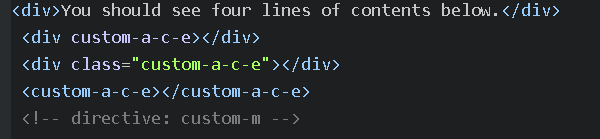 <div>You should see four lines of contents below.</div>
<div custom-a-c-e></div>
<div class="custom-a-c-e"></div>
<custom-a-c-e></custom-a-c-e>
<!-- directive: custom-m -->